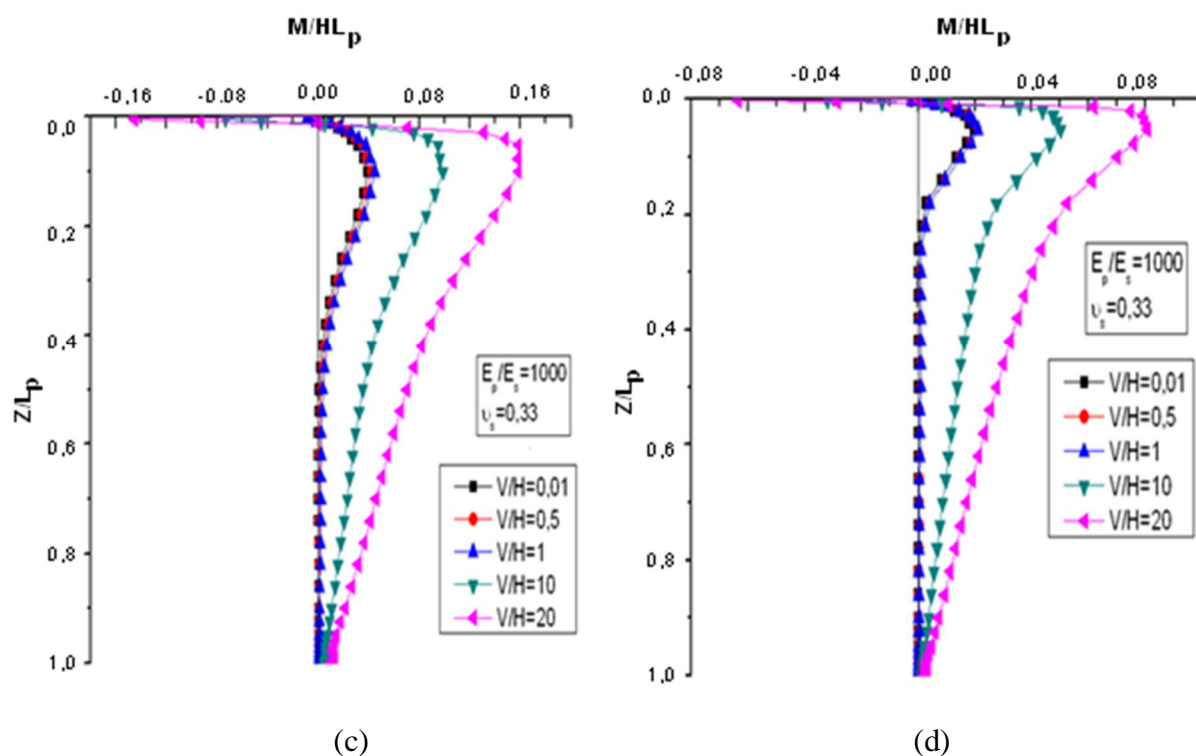 M/HLp
-0,16 -0,08 0,00 0,08 0,16
0,0
0,2
0,4
0,6
0,8
1,0
Z/Lp
Ep/Es=1000
υs=0,33
V/H=0,01
V/H=0,5
V/H=1
V/H=10
V/H=20
(c)
M/HLp
-0,08 -0,04 0,00 0,04 0,08
0,0
0,2
0,4
0,6
0,8
1,0
Z/Lp
Ep/Es=1000
υs=0,33
V/H=0,01
V/H=0,5
V/H=1
V/H=10
V/H=20
(d)